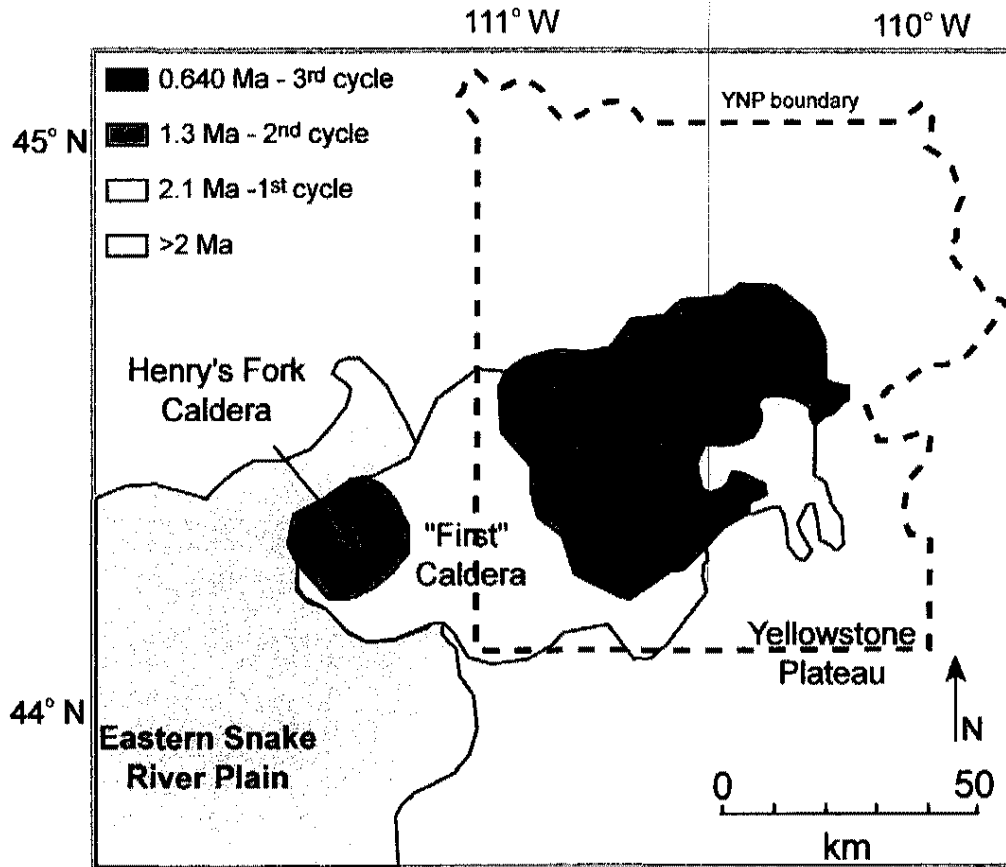 111° W
110° W
0.640 Ma - 3rd cycle
1.3 Ma - 2nd cycle
2.1 Ma -1st cycle
>2 Ma
YNP boundary
45° N
Henry's Fork
Caldera
"First"
Caldera
Yellowstone
Plateau
44° N
Eastern Snake
River Plain
N
0
50
km